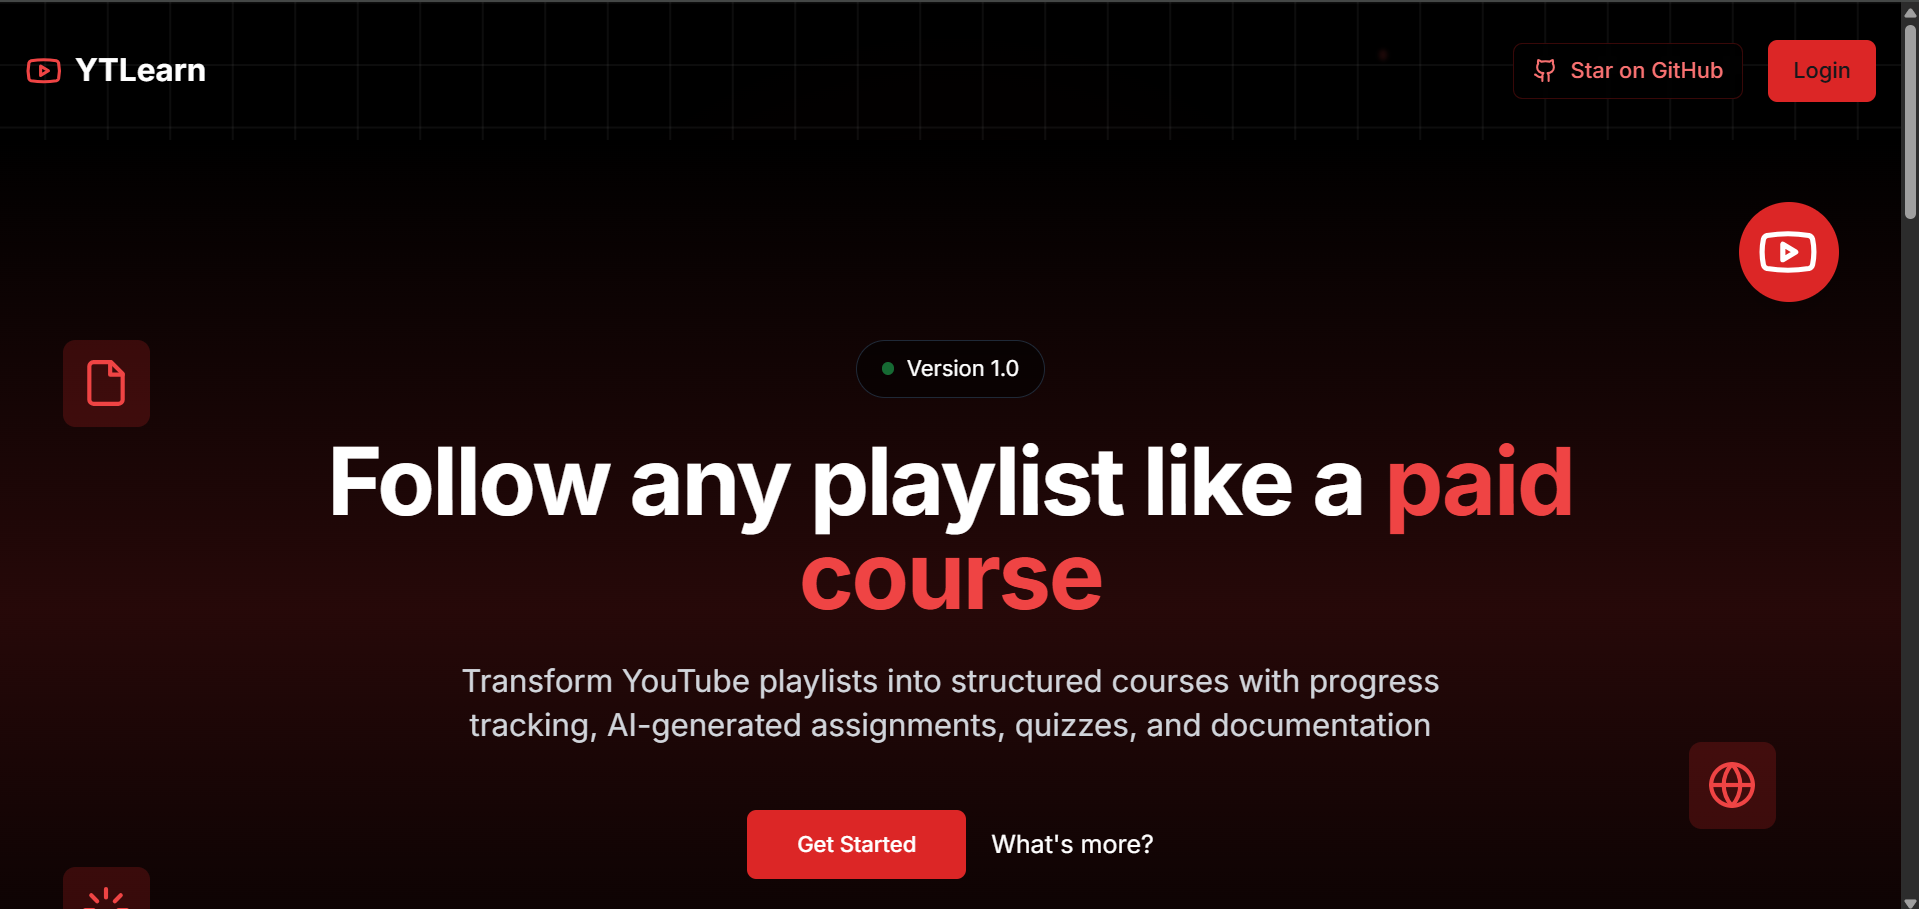 YTLearn
Star on GitHub
Login
Version 1.0
Follow any playlist like a paid
course
Transform YouTube playlists into structured courses with progress
tracking, AI-generated assignments, quizzes, and documentation
Get Started
What's more?